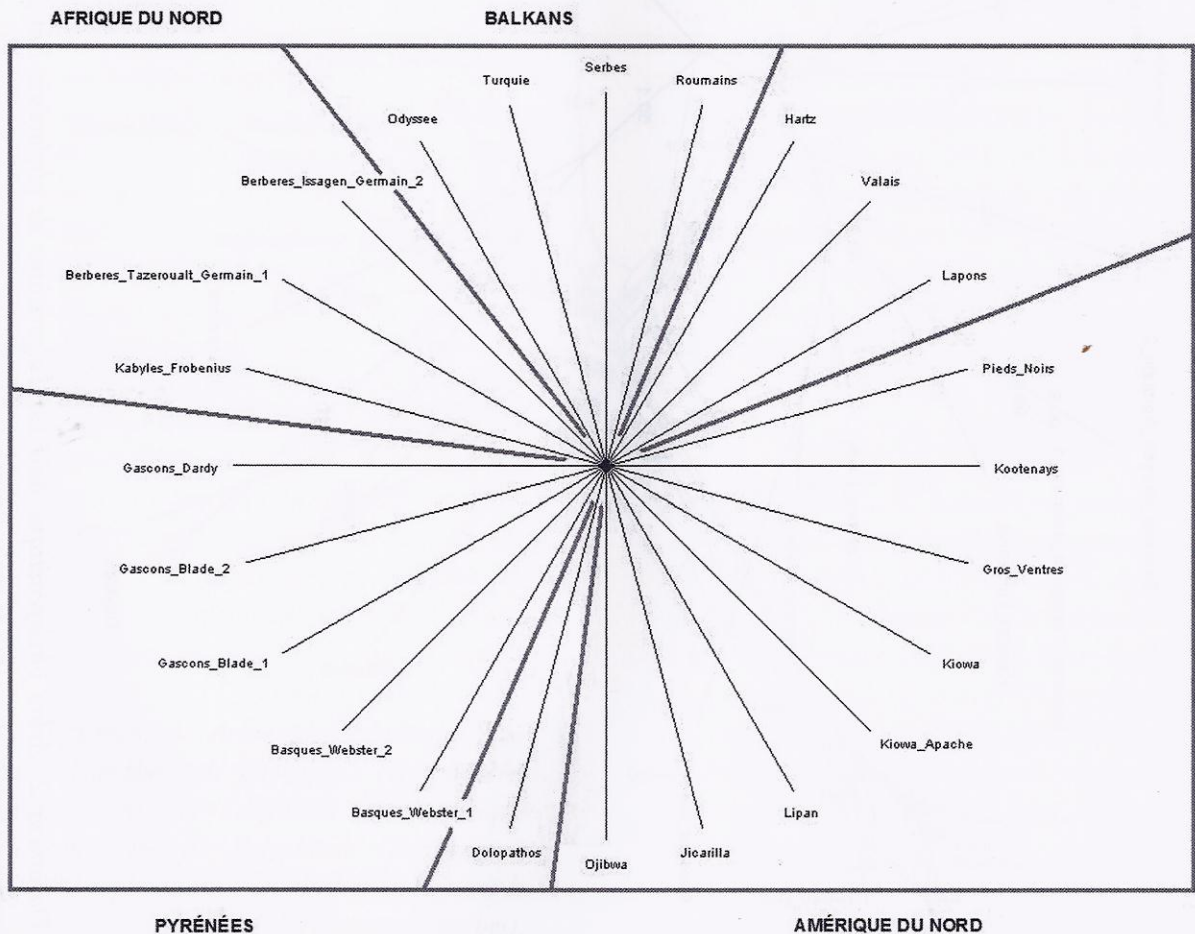 AFRIQUE DU NORD
BALKANS
Serbes
Turquie
Roumains
Odyssee
Hartz
Berberes_Issagen_Germain_2
Valais
Berberes_Tazeroualt_Germain_1
Lapons
Kabyles_Frobenius
Pieds_Noirs
Gascons_Dardy
Kootenays
Gascons_Blade_2
Gros_Ventres
Gascons_Blade_1
Kiowa
Basques_Webster_2
Kiowa_Apache
Basques_Webster_1
Lipan
Dolopathos
Ojibwa
Jicarilla
PYRÉNÉES
AMÉRIQUE DU NORD